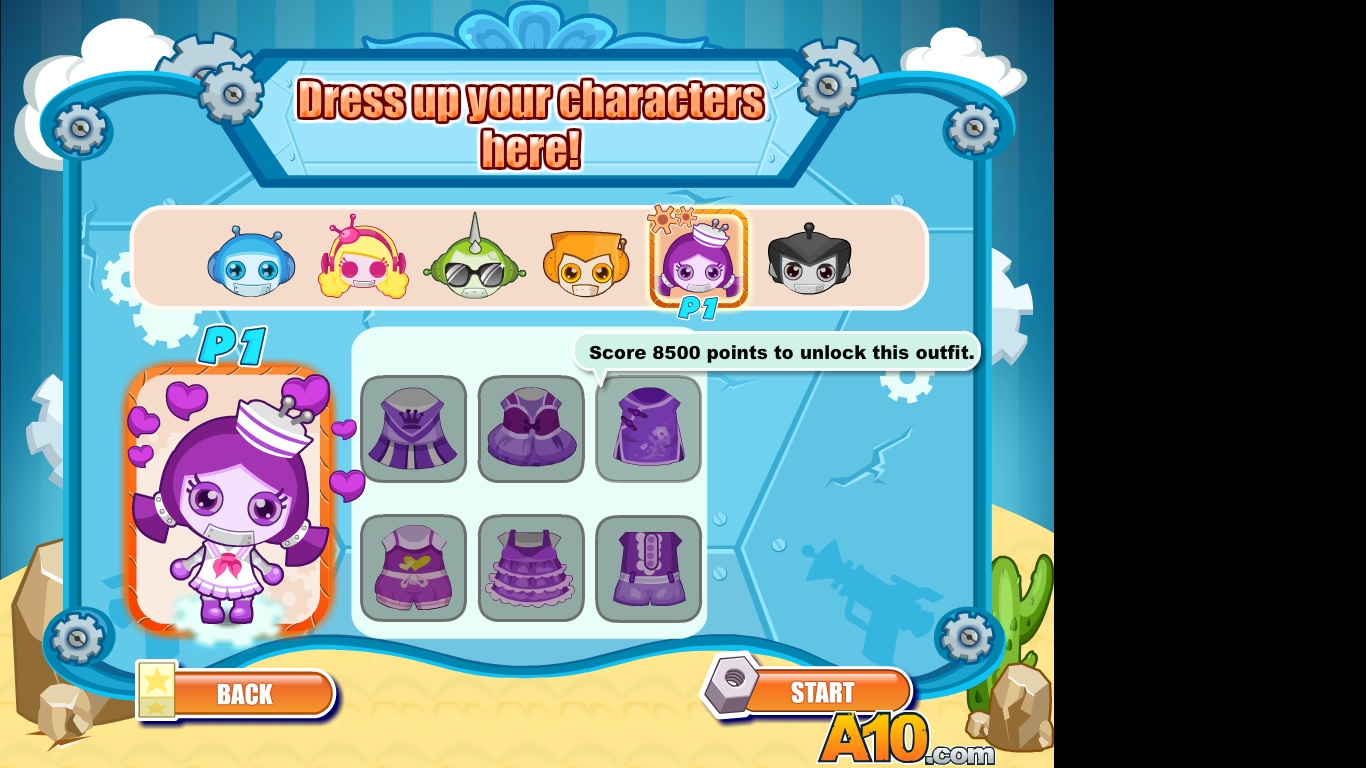 Dress up your characters
here!
P1
P1
Score 8500 points to unlock this outfit.
BACK
START
A10.com